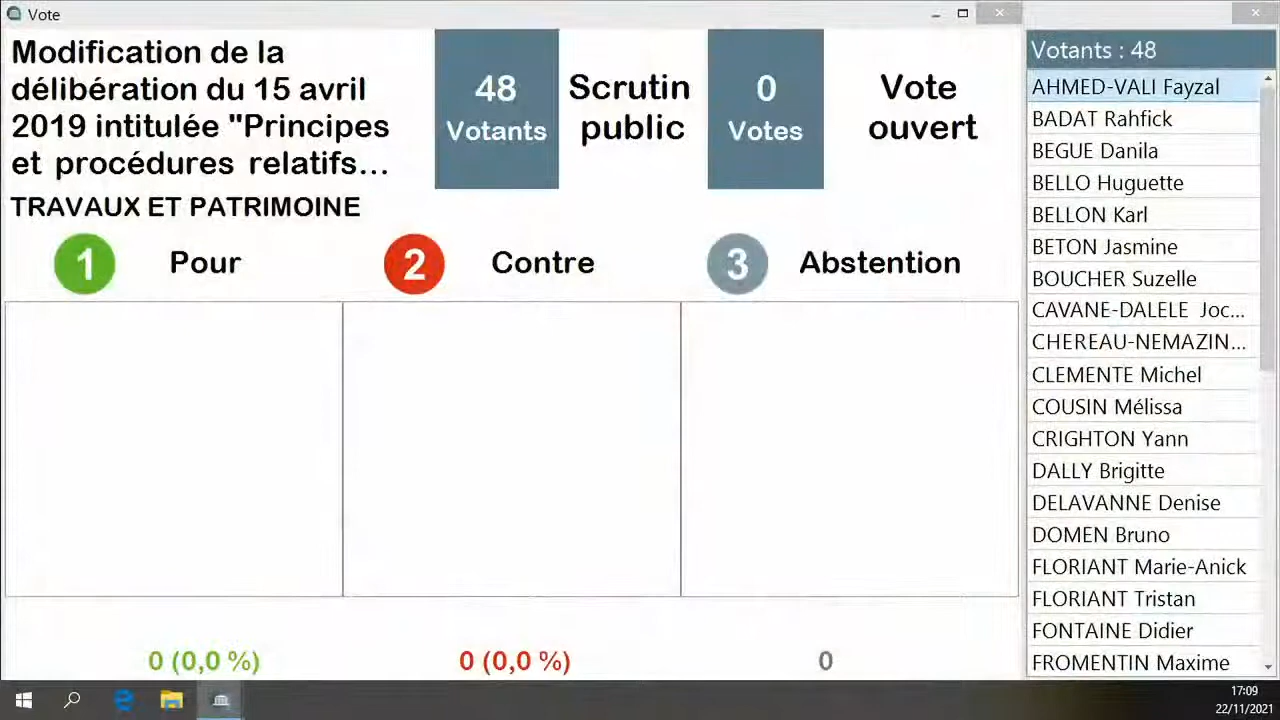 Vote
Modification de la
délibération du 15 avril
2019 intitulée "Principes
et procédures relatifs...
TRAVAUX ET PATRIMOINE
48
Votants
Scrutin
public
0
Votes
Vote
ouvert
1 Pour
2 Contre
3 Abstention
0 (0,0 %)
0 (0,0 %)
0
Votants : 48
AHMED-VALI Fayzal
BADAT Rahfick
BEGUE Danila
BELLO Huguette
BELLON Karl
BETON Jasmine
BOUCHER Suzelle
CAVANE-DALELE Joc...
CHEREAU-NEMAZIN...
CLEMENTE Michel
COUSIN Mélissa
CRIGHTON Yann
DALLY Brigitte
DELAVANNE Denise
DOMEN Bruno
FLORIANT Marie-Anick
FLORIANT Tristan
FONTAINE Didier
FROMENTIN Maxime
17:09
22/11/2021